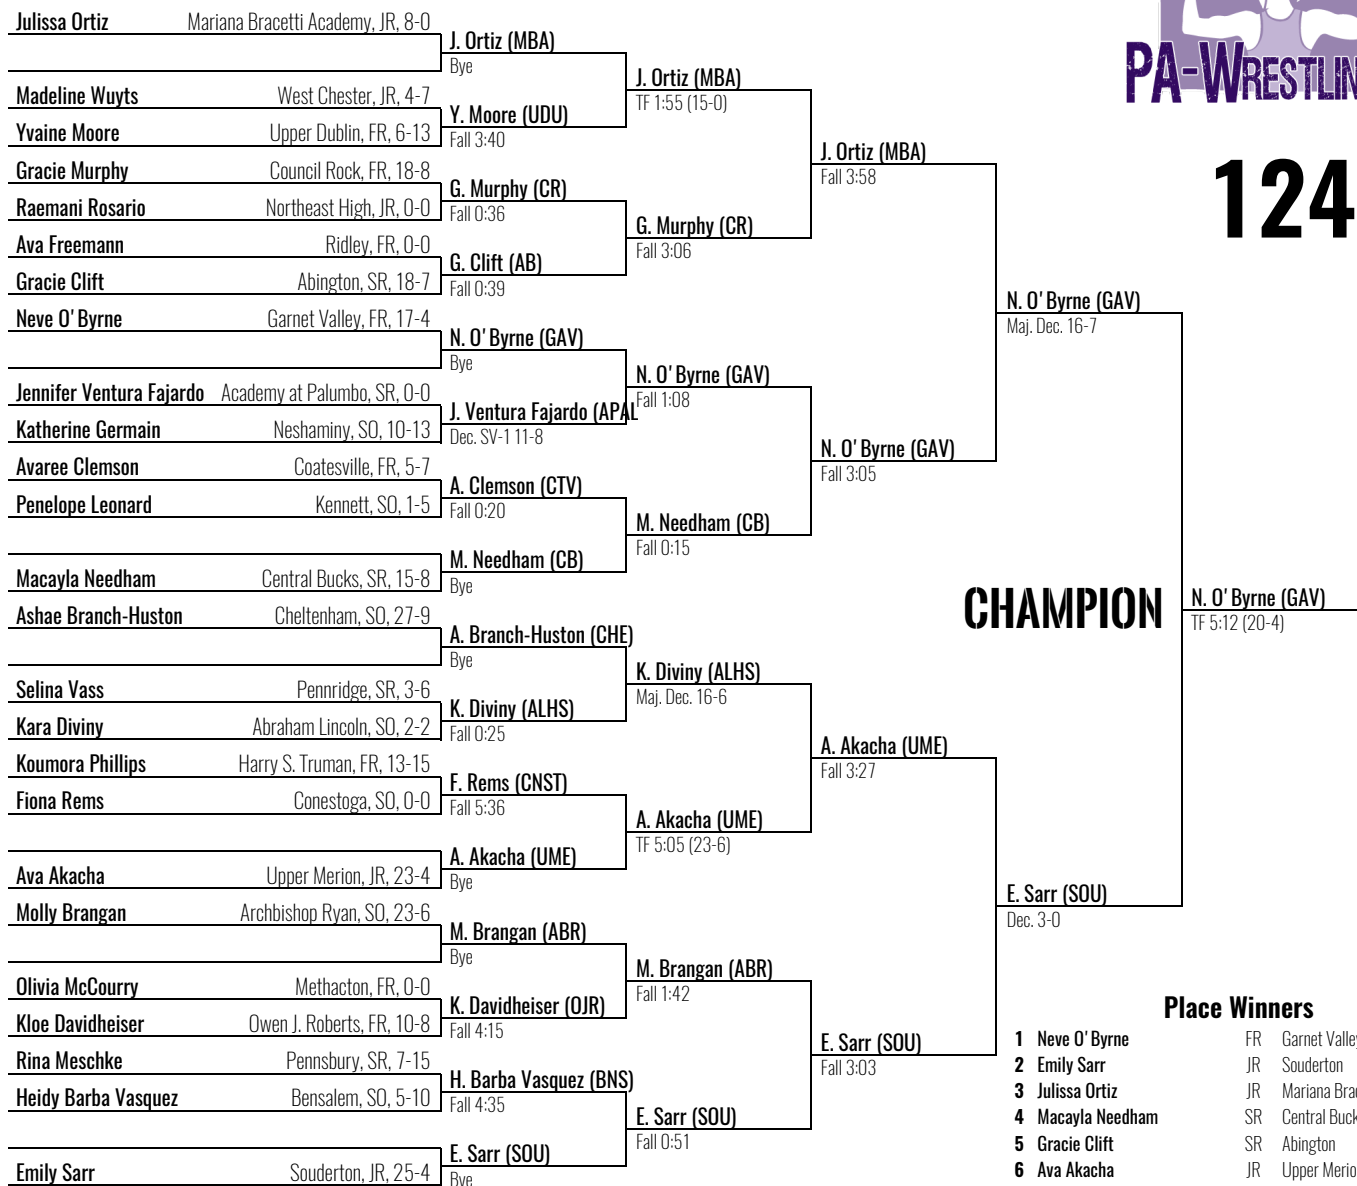 Julissa Ortiz Mariana Bracetti Academy, JR, 8-0
J. Ortiz (MBA)
Bye
Madeline Wuyts West Chester, JR, 4-7
Yvaine Moore Upper Dublin, FR, 6-13
Y. Moore (UDU)
Fall 3:40
J. Ortiz (MBA)
TF 1:55 (15-0)
Gracie Murphy Council Rock, FR, 18-8
Raemani Rosario Northeast High, JR, 0-0
G. Murphy (CR)
Fall 0:36
Ava Freemann Ridley, FR, 0-0
Gracie Clift Abington, SR, 18-7
G. Clift (AB)
Fall 0:39
G. Murphy (CR)
Fall 3:06
J. Ortiz (MBA)
Fall 3:58
Neve O'Byrne Garnet Valley, FR, 17-4
N. O'Byrne (GAV)
Bye
Jennifer Ventura Fajardo Academy at Palumbo, SR, 0-0
Katherine Germain Neshaminy, SO, 10-13
J. Ventura Fajardo (APAL
Dec. SV-1 11-8
N. O'Byrne (GAV)
Fall 1:08
Avaree Clemson Coatesville, FR, 5-7
Penelope Leonard Kennett, SO, 1-5
A. Clemson (CTV)
Fall 0:20
Macayla Needham Central Bucks, SR, 15-8
M. Needham (CB)
Bye
M. Needham (CB)
Fall 0:15
N. O'Byrne (GAV)
Fall 3:05
N. O'Byrne (GAV)
Maj. Dec. 16-7
Ashae Branch-Huston Cheltenham, SO, 27-9
A. Branch-Huston (CHE)
Bye
Selina Vass Pennridge, SR, 3-6
Kara Diviny Abraham Lincoln, SO, 2-2
K. Diviny (ALHS)
Fall 0:25
K. Diviny (ALHS)
Maj. Dec. 16-6
Koumora Phillips Harry S. Truman, FR, 13-15
Fiona Rems Conestoga, SO, 0-0
F. Rems (CNST)
Fall 5:36
Ava Akacha Upper Merion, JR, 23-4
A. Akacha (UME)
Bye
A. Akacha (UME)
TF 5:05 (23-6)
A. Akacha (UME)
Fall 3:27
Molly Brangan Archbishop Ryan, SO, 23-6
M. Brangan (ABR)
Bye
Olivia McCourry Methacton, FR, 0-0
Kloe Davidheiser Owen J. Roberts, FR, 10-8
K. Davidheiser (OJR)
Fall 4:15
M. Brangan (ABR)
Fall 1:42
Rina Meschke Pennsbury, SR, 7-15
Heidy Barba Vasquez Bensalem, SO, 5-10
H. Barba Vasquez (BNS)
Fall 4:35
Emily Sarr Souderton, JR, 25-4
E. Sarr (SOU)
Bye
E. Sarr (SOU)
Fall 0:51
E. Sarr (SOU)
Fall 3:03
E. Sarr (SOU)
Dec. 3-0
CHAMPION
N. O'Byrne (GAV)
TF 5:12 (20-4)
PA-WRESTLIN
124
Place Winners
1 Neve O'Byrne FR Garnet Valley
2 Emily Sarr JR Souderton
3 Julissa Ortiz JR Mariana Bra
4 Macayla Needham SR Central Buck
5 Gracie Clift SR Abington
6 Ava Akacha JR Upper Merio